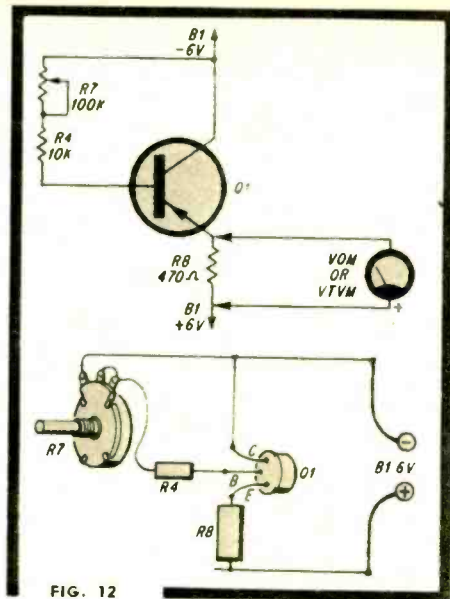 B1
-6V
R7
100K
R4
10K
Q1
R8
470Ω
VOM
OR
VTVM
+
B1
+6V
R7
R4
C
B
E
Q1
R8
−
B1 6V
+
FIG. 12